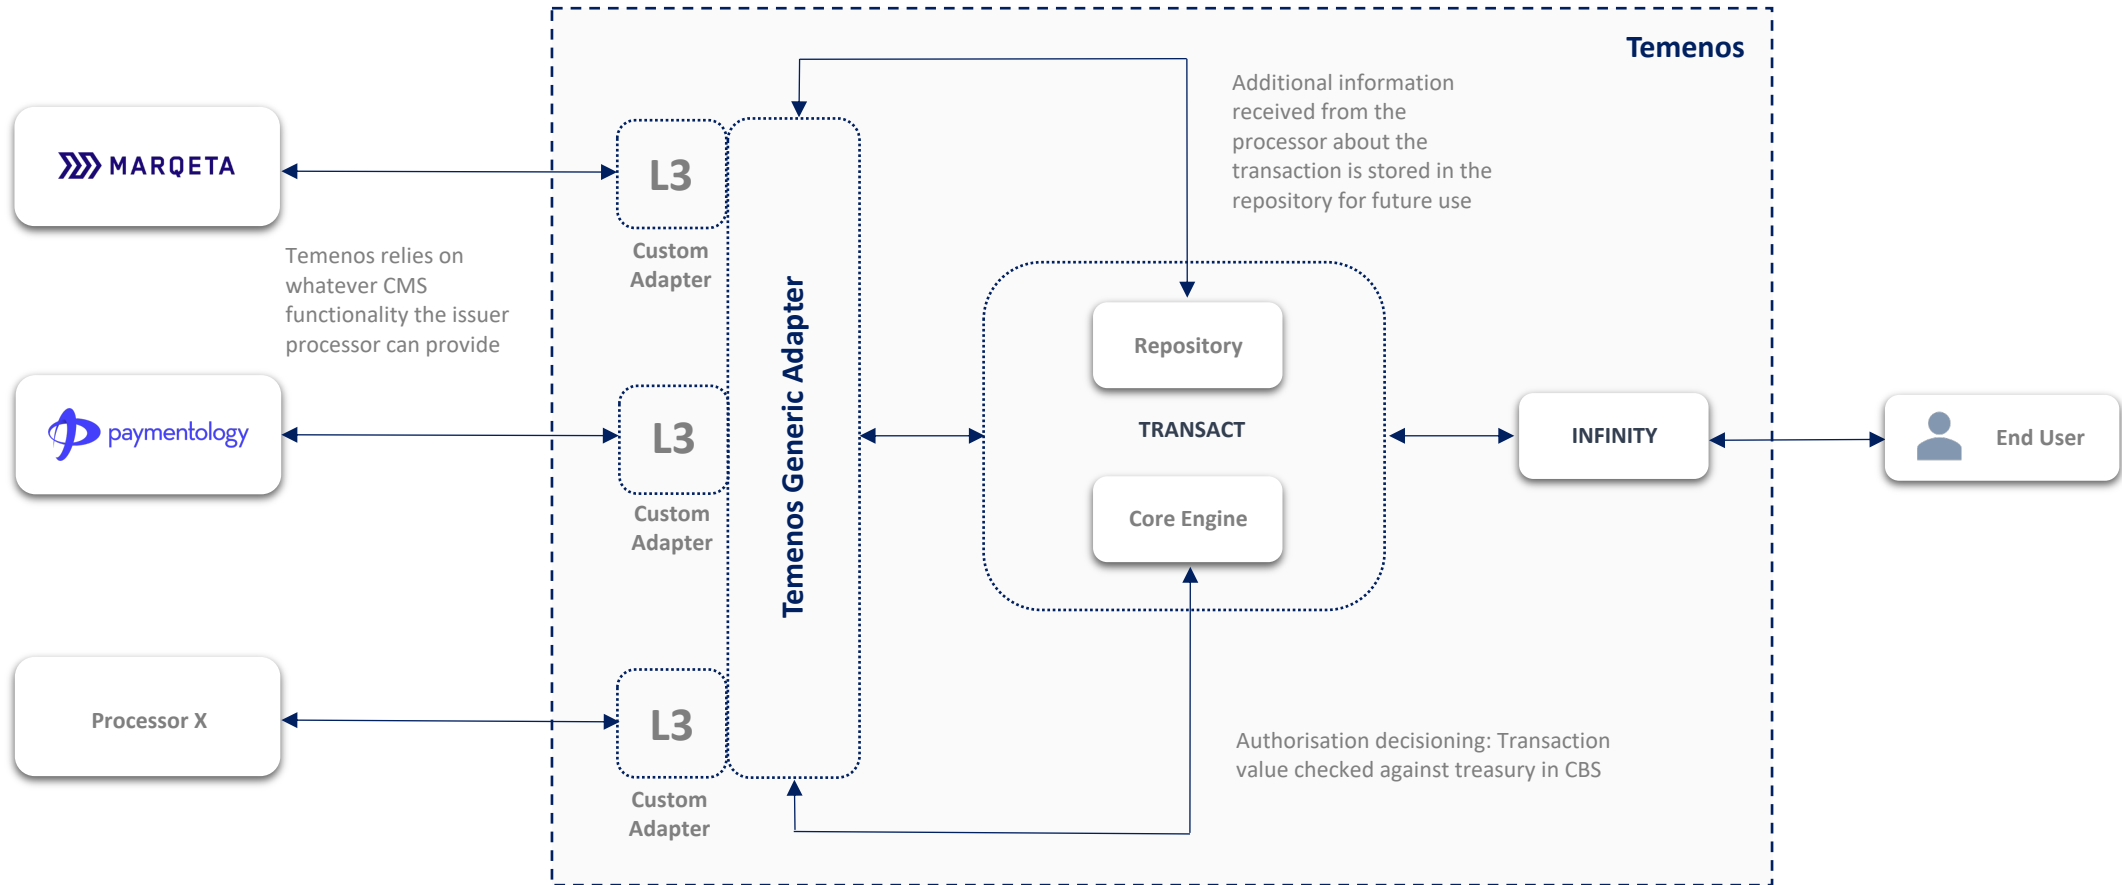 Temenos
Additional information
received from the
processor about the
transaction is stored in the
repository for future use
MARQETA
L3
Custom
Adapter
Temenos relies on
whatever CMS
functionality the issuer
processor can provide
Temenos Generic Adapter
Repository
TRANSACT
Core Engine
paymentology
L3
Custom
Adapter
INFINITY
End User
Processor X
L3
Custom
Adapter
Authorisation decisioning: Transaction
value checked against treasury in CBS